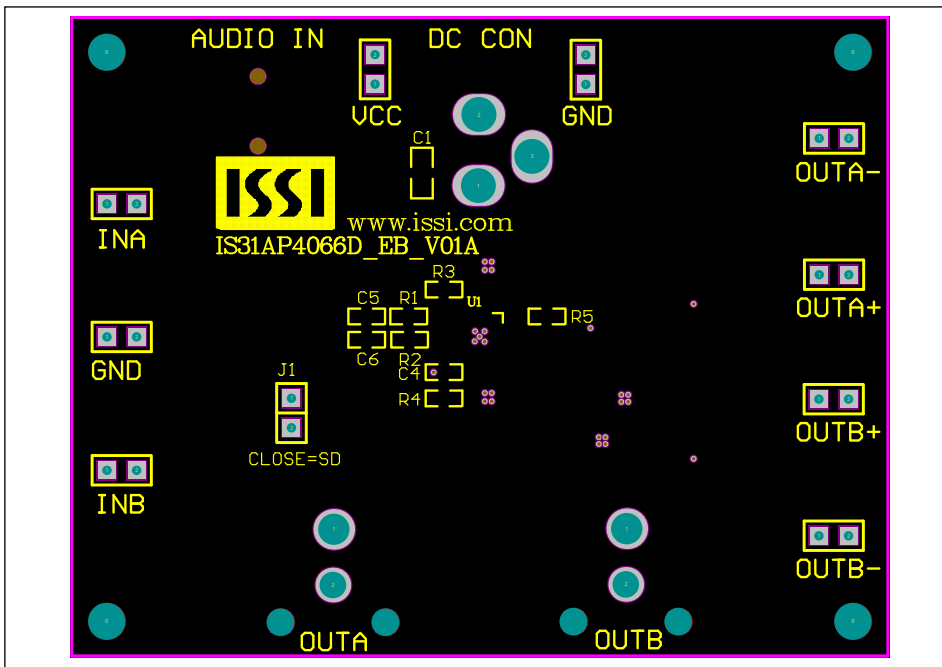 AUDIO IN
DC CON
VCC
GND
C1
OUTA-
ISSI
www.issi.com
IS31AP4066D_EB_V01A
INA
OUTA+
R3
U1
C5
R1
R5
C6
R2
GND
C4
J1
R4
OUTB+
CLOSE=SD
INB
OUTB-
OUTA
OUTB